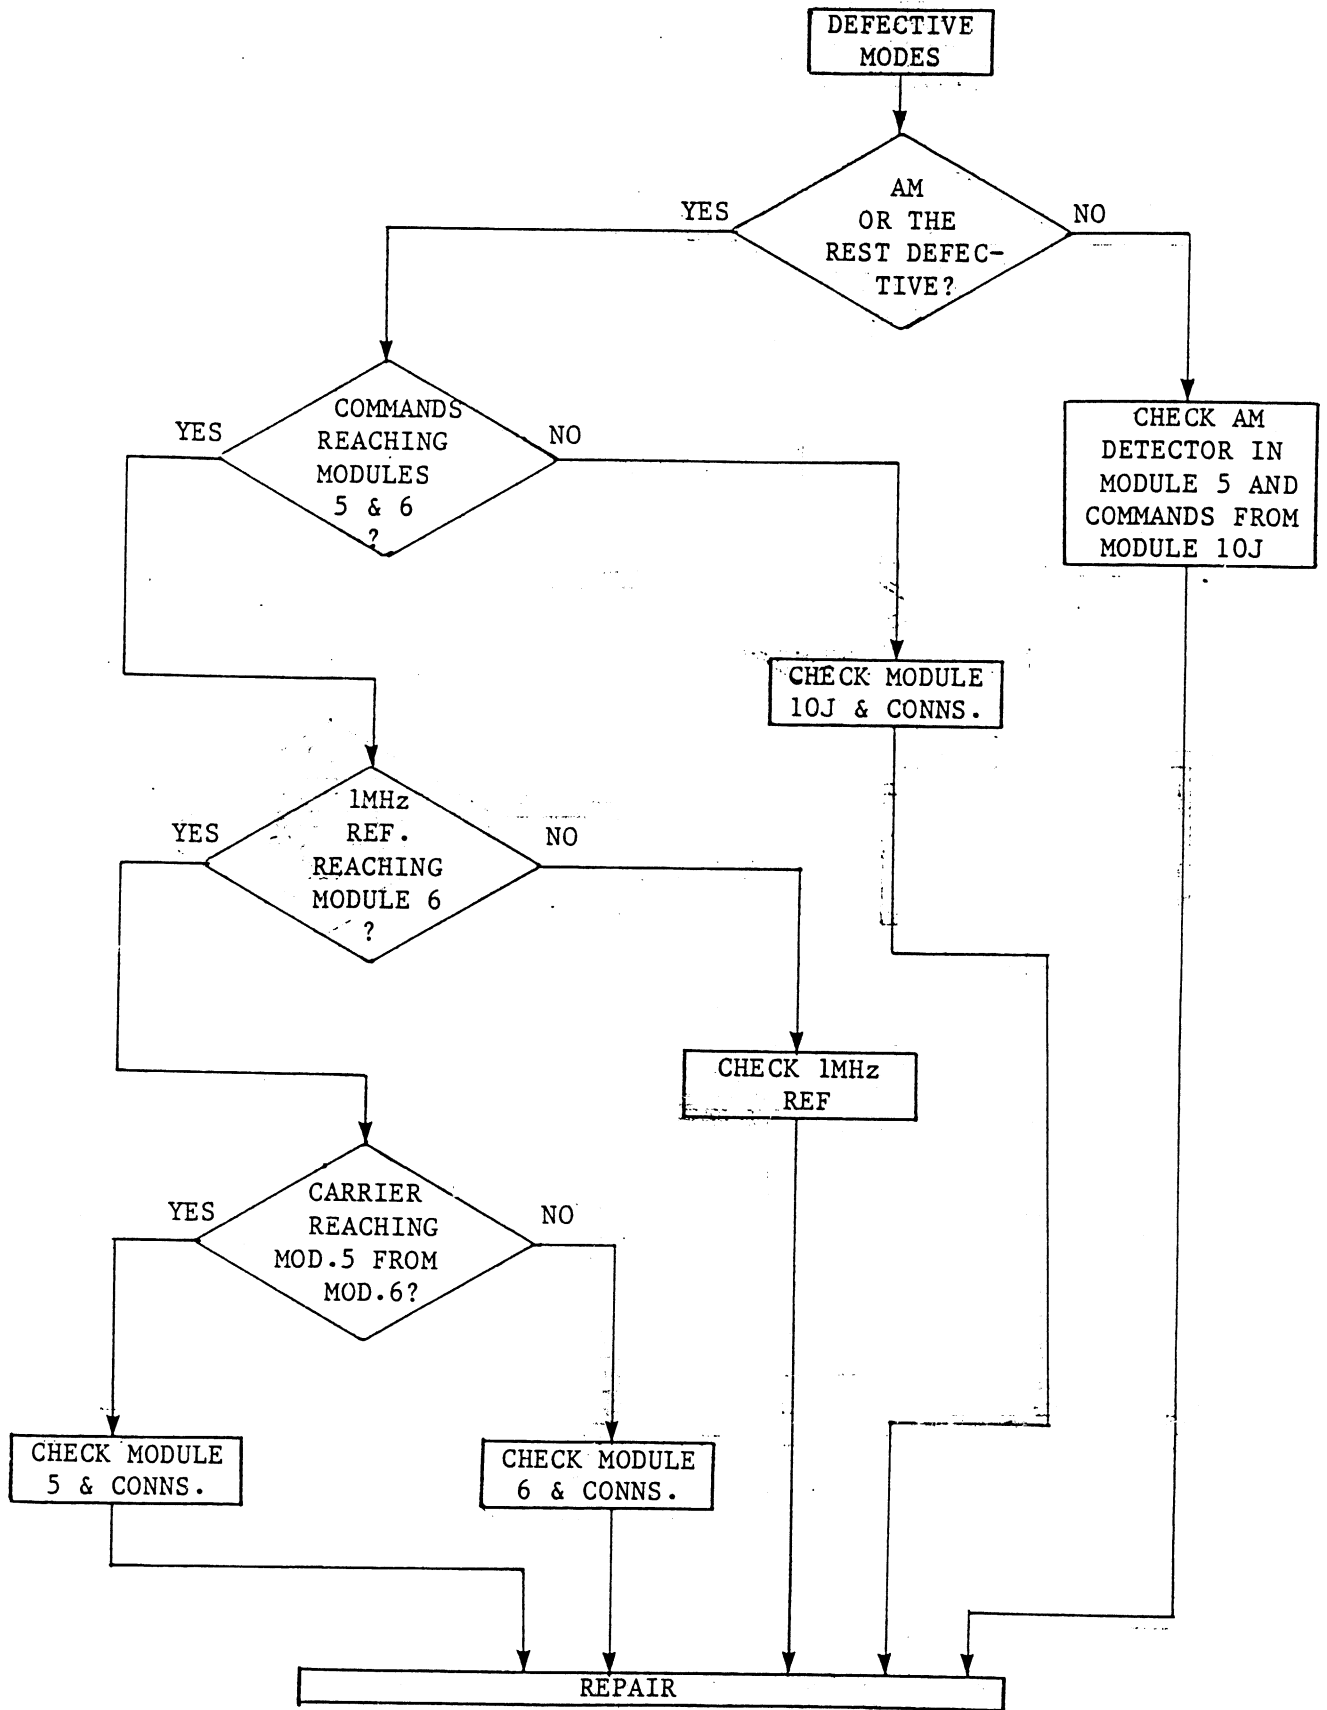 DEFECTIVE
MODES
AM
OR THE
REST DEFEC-
TIVE?
YES
NO
COMMANDS
REACHING
MODULES
5 & 6
?
YES
NO
CHECK AM
DETECTOR IN
MODULE 5 AND
COMMANDS FROM
MODULE 10J
CHECK MODULE
10J & CONNS.
1MHz
REF.
REACHING
MODULE 6
?
YES
NO
CHECK 1MHz
REF
CARRIER
REACHING
MOD.5 FROM
MOD.6?
YES
NO
CHECK MODULE
5 & CONNS.
CHECK MODULE
6 & CONNS.
REPAIR